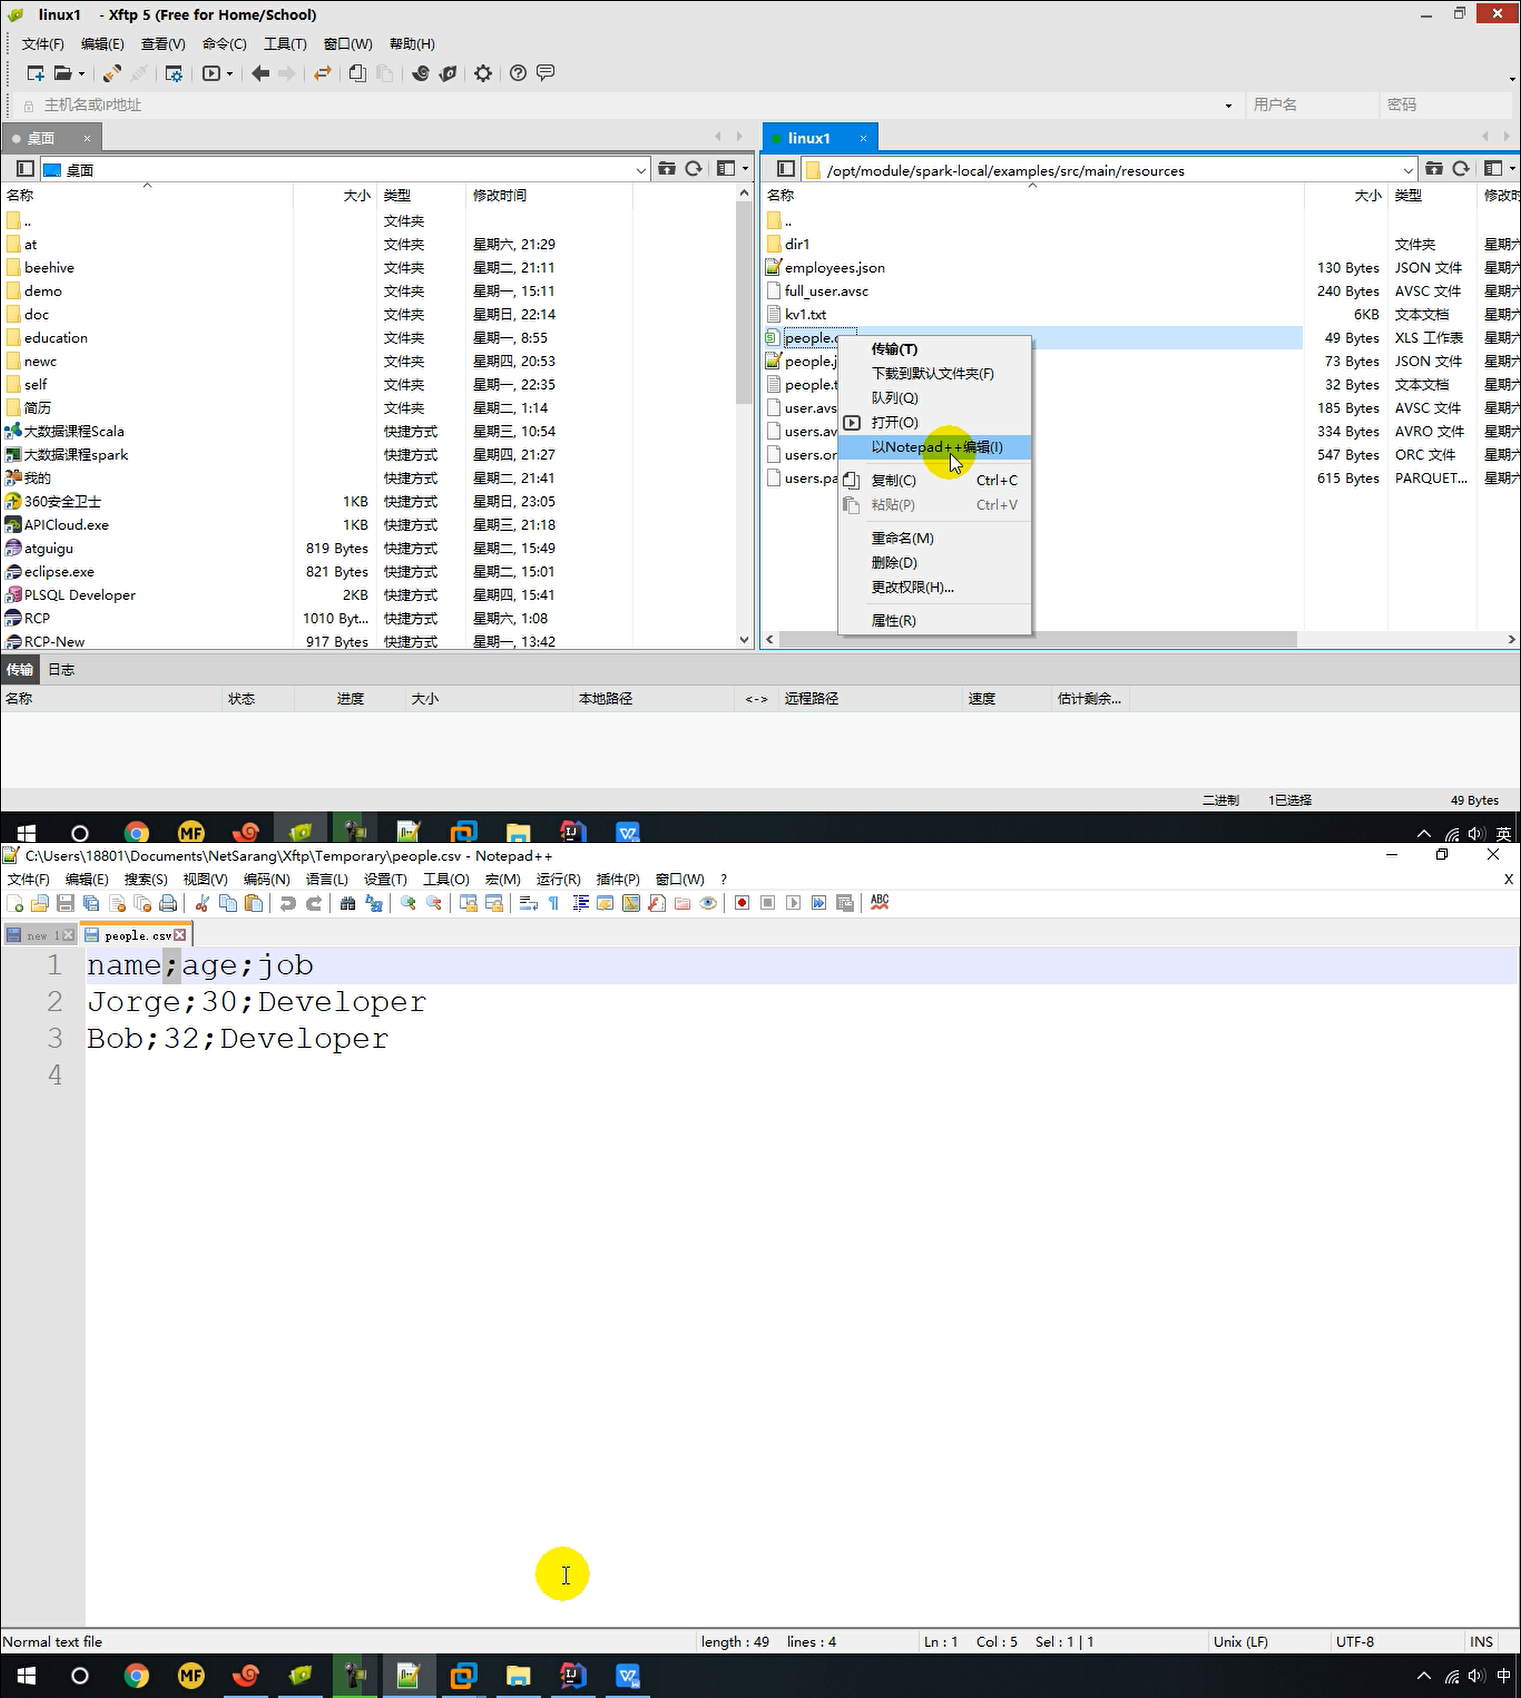 linux1 - Xftp 5 (Free for Home/School)
文件(F) 编辑(E) 查看(V) 命令(C) 工具(T) 窗口(W) 帮助(H)
主机名或IP地址 用户名 密码
桌面 × linux1 ×
桌面 /opt/module/spark-local/examples/src/main/resources
名称 大小 类型 修改时间
.. 文件夹
at 文件夹 星期六, 21:29
beehive 文件夹 星期二, 21:11
demo 文件夹 星期一, 15:11
doc 文件夹 星期日, 22:14
education 文件夹 星期一, 8:55
newc 文件夹 星期四, 20:53
self 文件夹 星期一, 22:35
简历 文件夹 星期二, 1:14
大数据课程Scala 快捷方式 星期三, 10:54
大数据课程spark 快捷方式 星期四, 21:27
我的 快捷方式 星期二, 21:41
360安全卫士 1KB 快捷方式 星期日, 23:05
APICloud.exe 1KB 快捷方式 星期三, 21:18
atguigu 819 Bytes 快捷方式 星期二, 15:49
eclipse.exe 821 Bytes 快捷方式 星期二, 15:01
PLSQL Developer 2KB 快捷方式 星期四, 15:41
RCP 1010 Byt... 快捷方式 星期六, 1:08
RCP-New 917 Bytes 快捷方式 星期一, 13:42
名称 大小 类型 修改时
..
dir1 文件夹 星期六
employees.json 130 Bytes JSON 文件 星期六
full_user.avsc 240 Bytes AVSC 文件 星期六
kv1.txt 6KB 文本文档 星期六
people.c 49 Bytes XLS 工作表 星期六
people.j 73 Bytes JSON 文件 星期六
people.t 32 Bytes 文本文档 星期六
user.avs 185 Bytes AVSC 文件 星期六
users.av 334 Bytes AVRO 文件 星期六
users.or 547 Bytes ORC 文件 星期六
users.pa 615 Bytes PARQUET... 星期六
传输(T)
下载到默认文件夹(F)
队列(Q)
打开(O)
以Notepad++编辑(I)
复制(C) Ctrl+C
粘贴(P) Ctrl+V
重命名(M)
删除(D)
更改权限(H)...
属性(R)
传输 日志
名称 状态 进度 大小 本地路径 <-> 远程路径 速度 估计剩余...
二进制 1已选择 49 Bytes
MF 英
C:\Users\18801\Documents\NetSarang\Xftp\Temporary\people.csv - Notepad++
文件(F) 编辑(E) 搜索(S) 视图(V) 编码(N) 语言(L) 设置(T) 工具(O) 宏(M) 运行(R) 插件(P) 窗口(W) ? X
ABC
new 1 people.csv
1 name;age;job
2 Jorge;30;Developer
3 Bob;32;Developer
4
Normal text file length : 49 lines : 4 Ln : 1 Col : 5 Sel : 1 | 1 Unix (LF) UTF-8 INS
MF 中